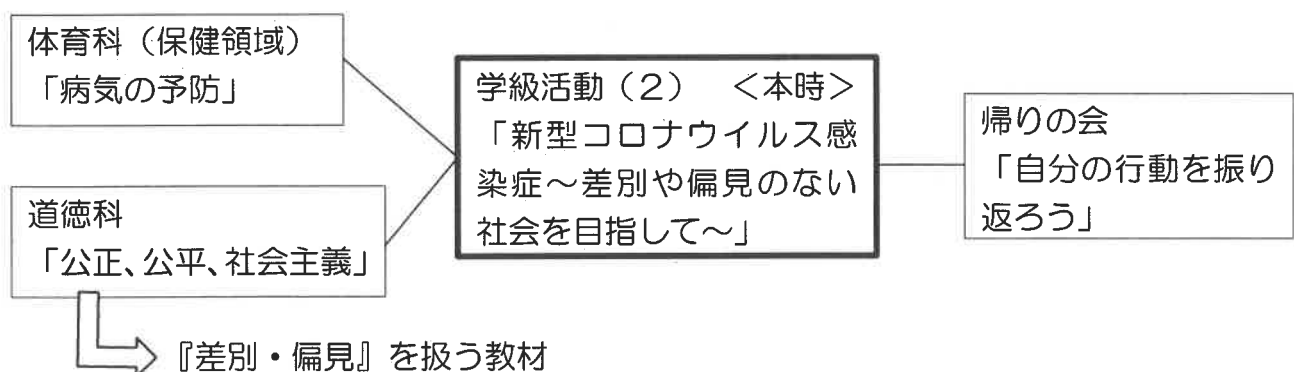 体育科（保健領域）
「病気の予防」
道徳科
「公正、公平、社会主義」
『差別・偏見』を扱う教材
学級活動（２）　＜本時＞
「新型コロナウイルス感
染症～差別や偏見のない
社会を目指して～」
帰りの会
「自分の行動を振り
返ろう」